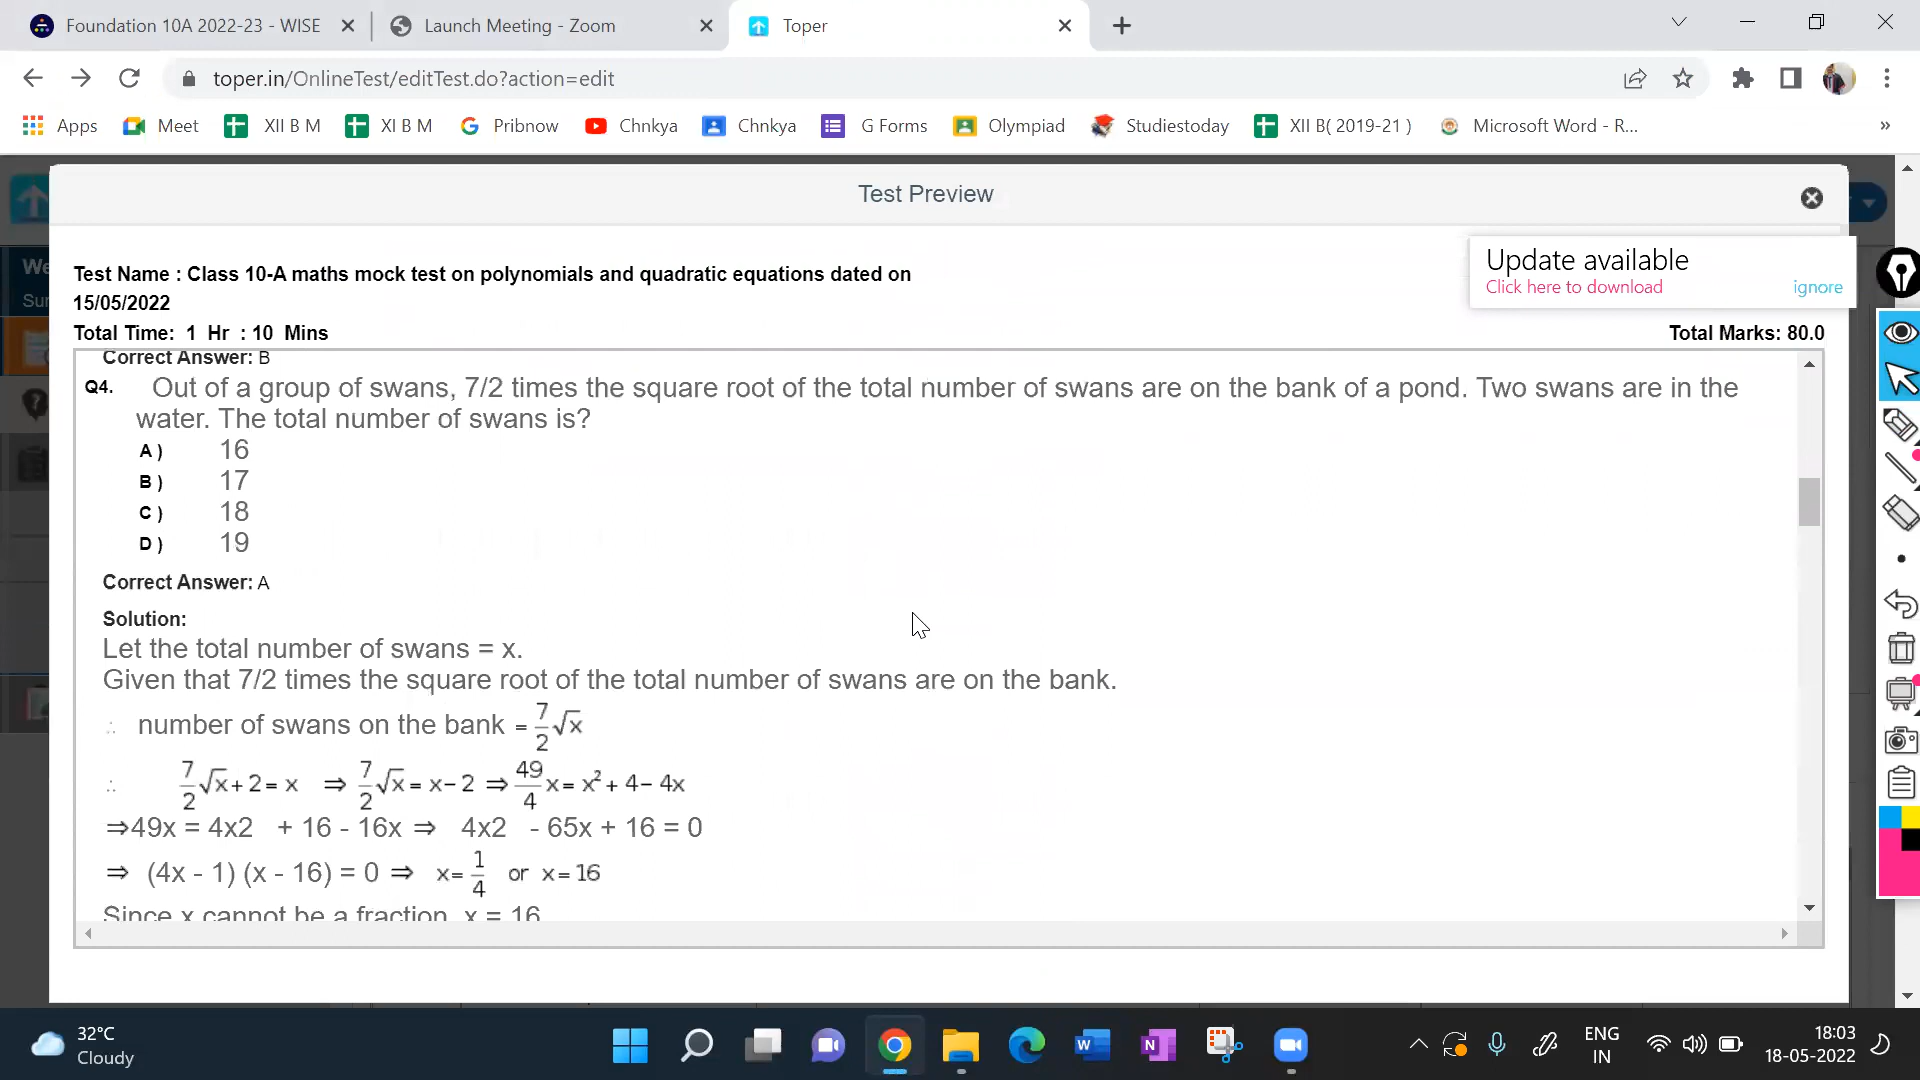 Foundation 10A 2022-23 - WISE
Launch Meeting - Zoom
Toper
toper.in/OnlineTest/editTest.do?action=edit
Apps
Meet
XII B M
XI B M
Pribnow
Chnkya
Chnkya
G Forms
Olympiad
Studiestoday
XII B( 2019-21 )
Microsoft Word - R...
»
Test Preview
Update available
Click here to download
ignore
Test Name : Class 10-A maths mock test on polynomials and quadratic equations dated on
15/05/2022
Total Time: 1 Hr : 10 Mins
Total Marks: 80.0
Correct Answer: B
Q4. Out of a group of swans, 7/2 times the square root of the total number of swans are on the bank of a pond. Two swans are in the
water. The total number of swans is?
A ) 16
B ) 17
C ) 18
D ) 19
Correct Answer: A
Solution:
Let the total number of swans = x.
Given that 7/2 times the square root of the total number of swans are on the bank.
∴ number of swans on the bank = 7/2 √x
∴ 7/2 √x + 2 = x ⇒ 7/2 √x = x − 2 ⇒ 49/4 x = x² + 4 − 4x
⇒49x = 4x2 + 16 - 16x ⇒ 4x2 - 65x + 16 = 0
⇒ (4x - 1) (x - 16) = 0 ⇒ x = 1/4 or x = 16
Since x cannot be a fraction, x = 16
32°C
Cloudy
ENG
IN
18:03
18-05-2022